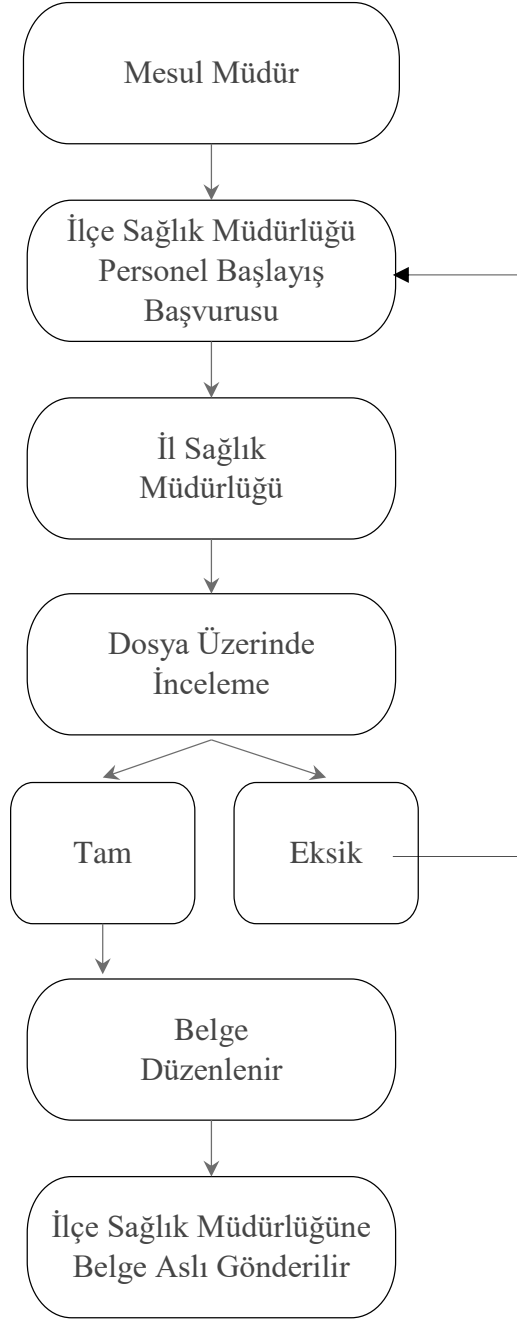 Mesul Müdür
İlçe Sağlık Müdürlüğü
Personel Başlayış
Başvurusu
İl Sağlık
Müdürlüğü
Dosya Üzerinde
İnceleme
Tam
Eksik
Belge
Düzenlenir
İlçe Sağlık Müdürlüğüne
Belge Aslı Gönderilir